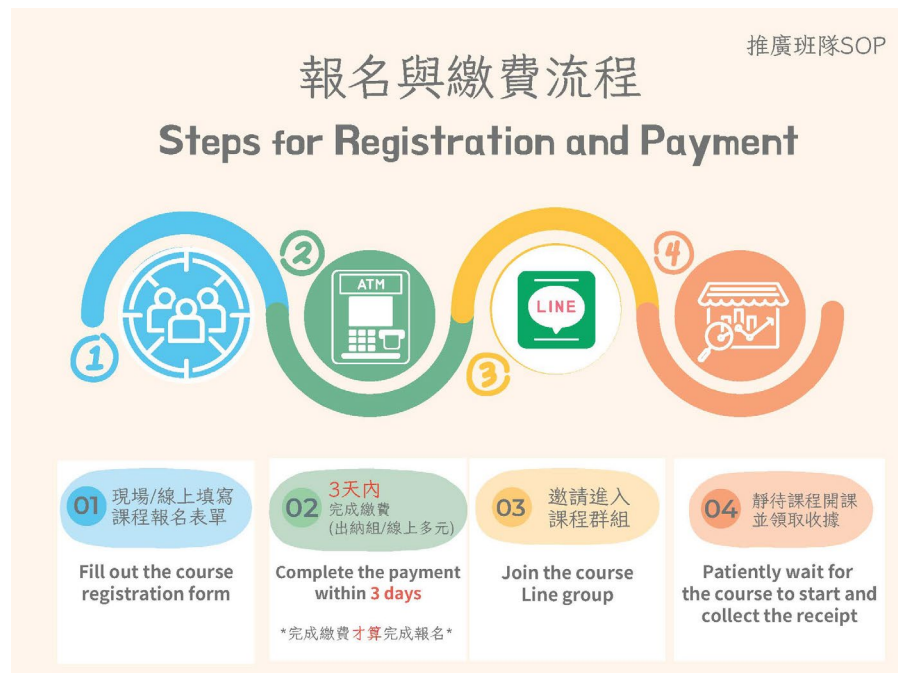 推廣班隊SOP
報名與繳費流程
Steps for Registration and Payment
1
2
ATM
3
LINE
4
01
現場/線上填寫
課程報名表單
Fill out the course
registration form
02
3天內
完成繳費
(出納組/線上多元)
Complete the payment
within 3 days
*完成繳費才算完成報名*
03
邀請進入
課程群組
Join the course
Line group
04
靜待課程開課
並領取收據
Patiently wait for
the course to start and
collect the receipt